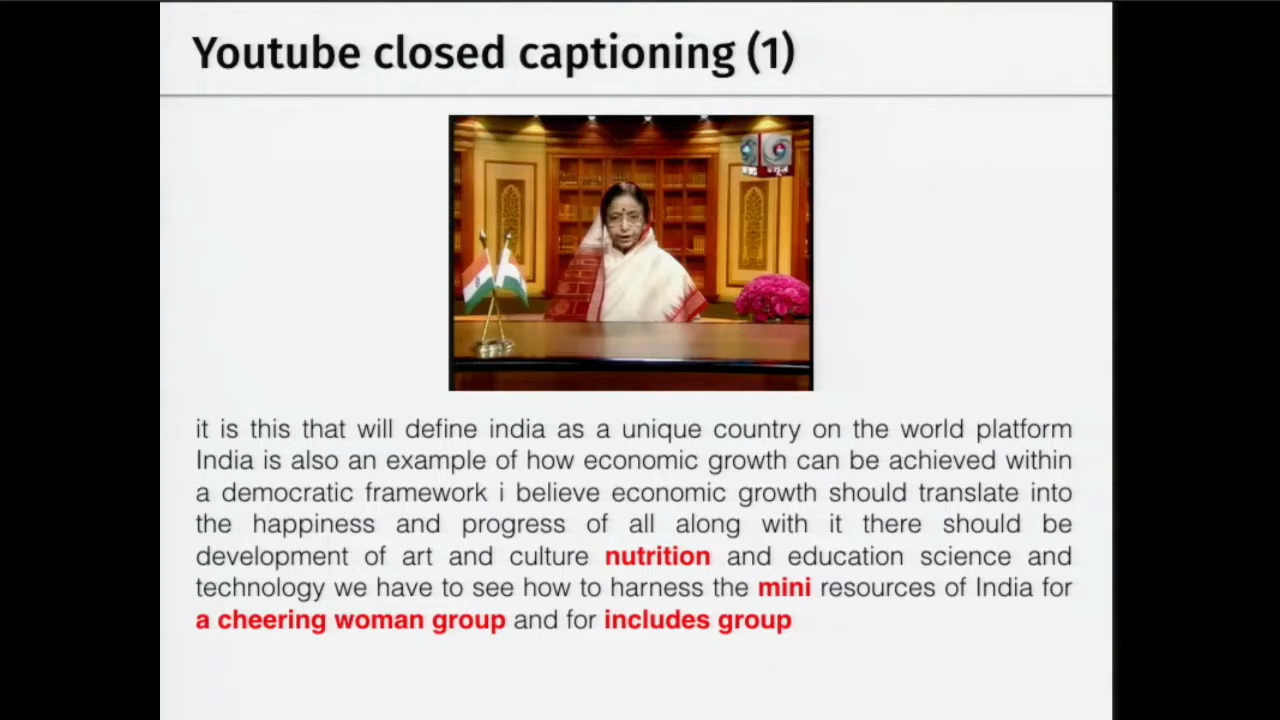 Youtube closed captioning (1)
न्यूज़
it is this that will define india as a unique country on the world platform
India is also an example of how economic growth can be achieved within
a democratic framework i believe economic growth should translate into
the happiness and progress of all along with it there should be
development of art and culture nutrition and education science and
technology we have to see how to harness the mini resources of India for
a cheering woman group and for includes group